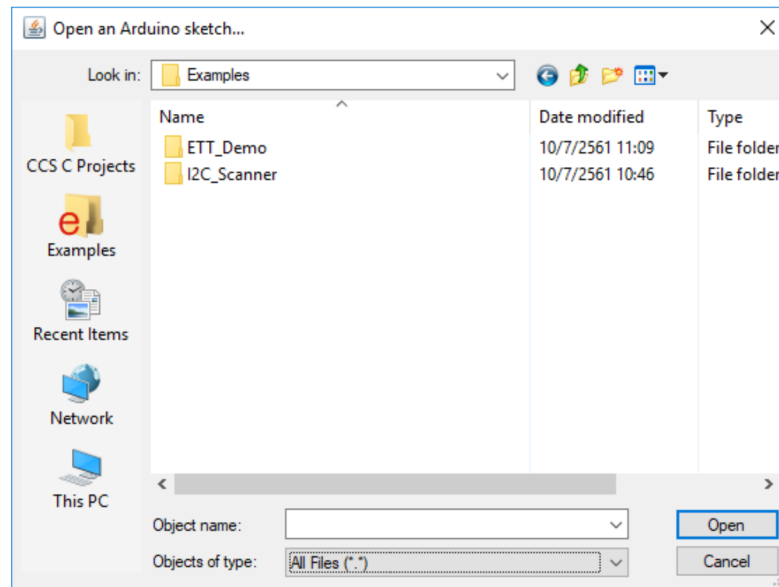 Open an Arduino sketch...
Look in: Examples
Name Date modified Type
ETT_Demo 10/7/2561 11:09 File folder
I2C_Scanner 10/7/2561 10:46 File folder
CCS C Projects
e
Examples
Recent Items
Network
This PC
Object name: Open
Objects of type: All Files (*.*) Cancel